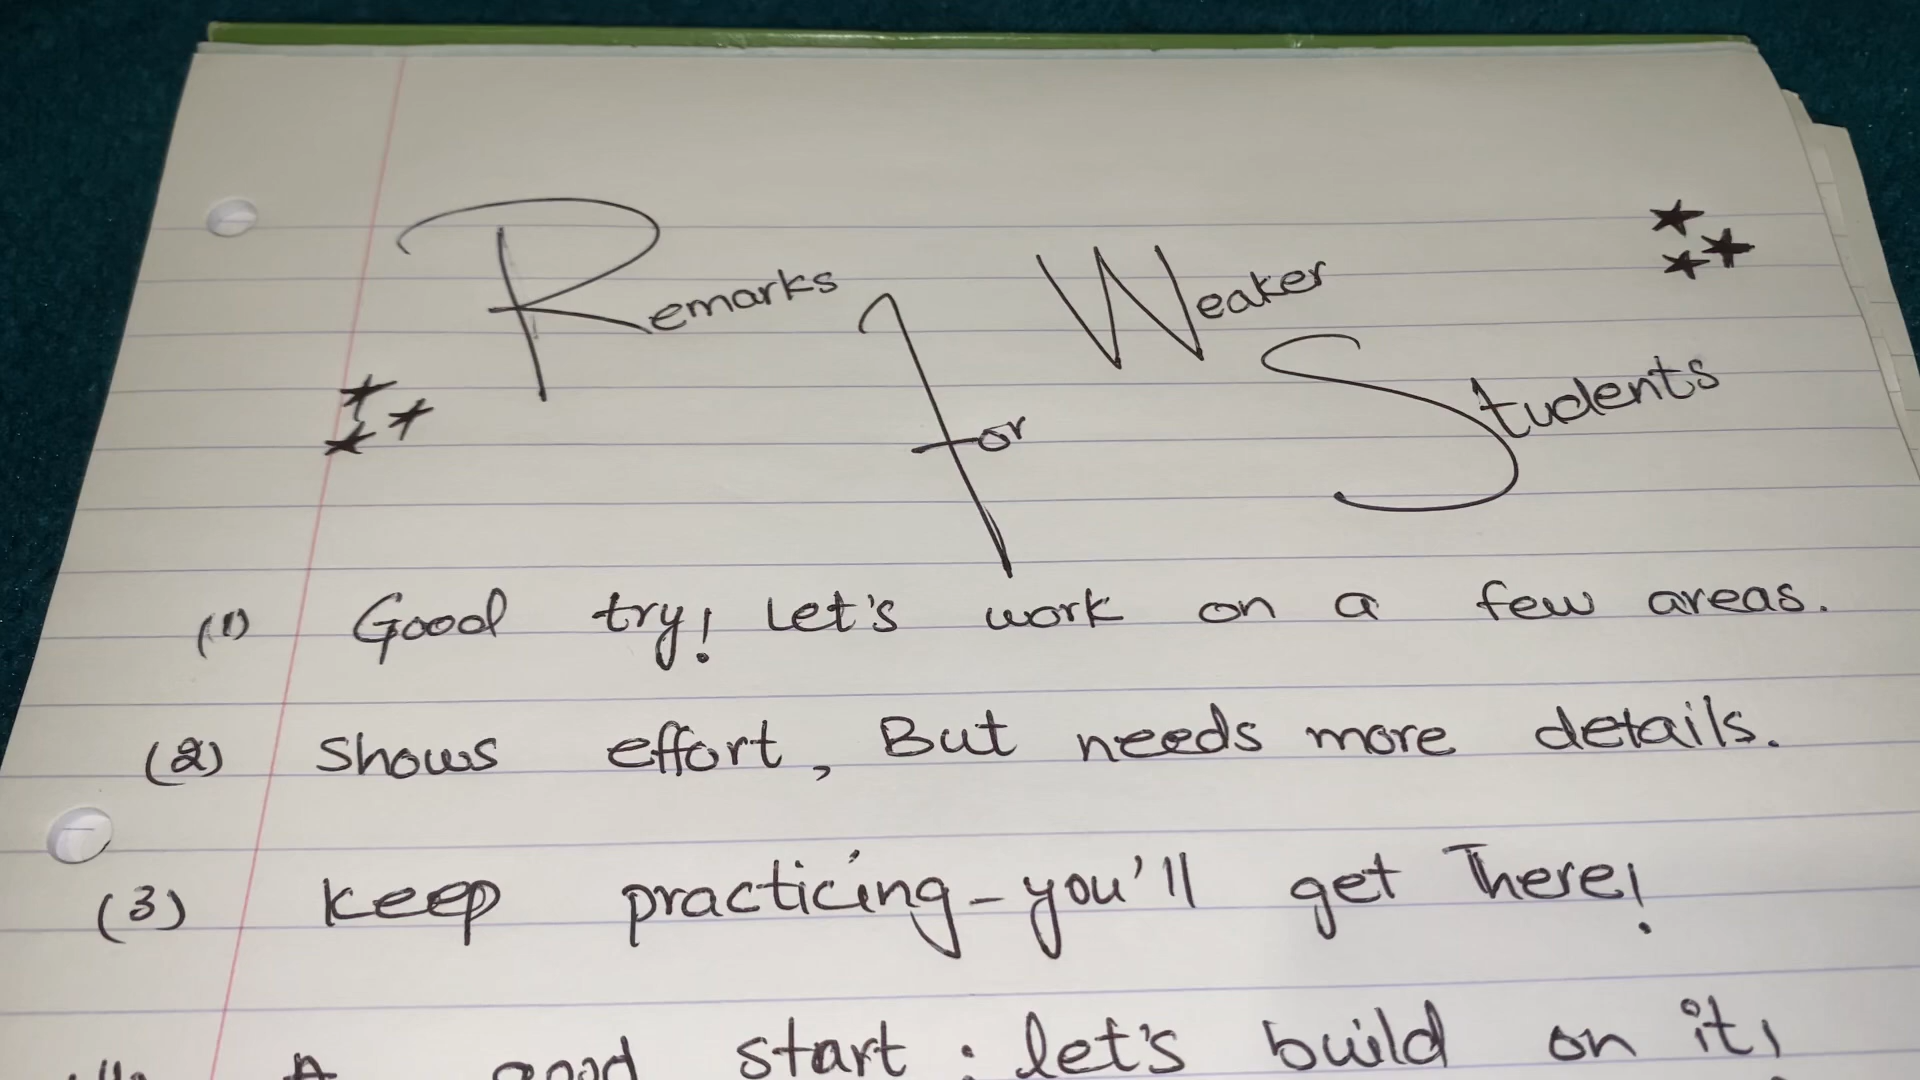 Remarks for Weaker Students
(1) Good try! Let's work on a few areas.
(2) Shows effort, But needs more details.
(3) Keep practicing - you'll get There!
A good start; let's build on it!